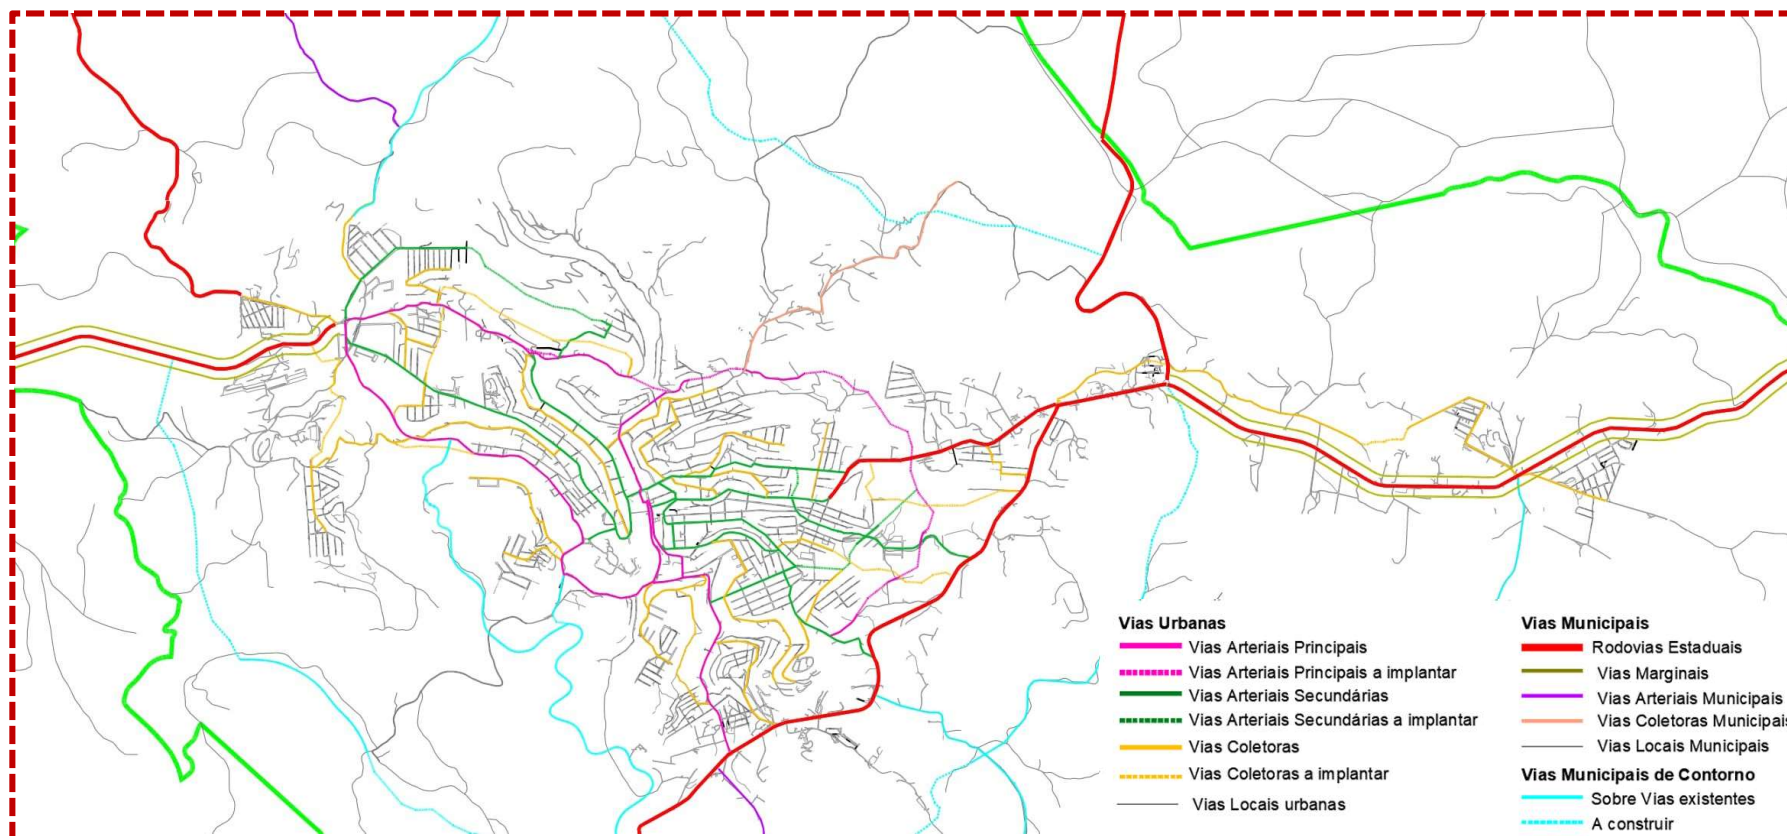 Vias Urbanas
Vias Arteriais Principais
Vias Arteriais Principais a implantar
Vias Arteriais Secundárias
Vias Arteriais Secundárias a implantar
Vias Coletoras
Vias Coletoras a implantar
Vias Locais urbanas
Vias Municipais
Rodovias Estaduais
Vias Marginais
Vias Arteriais Municipais
Vias Coletoras Municipais
Vias Locais Municipais
Vias Municipais de Contorno
Sobre Vias existentes
A construir